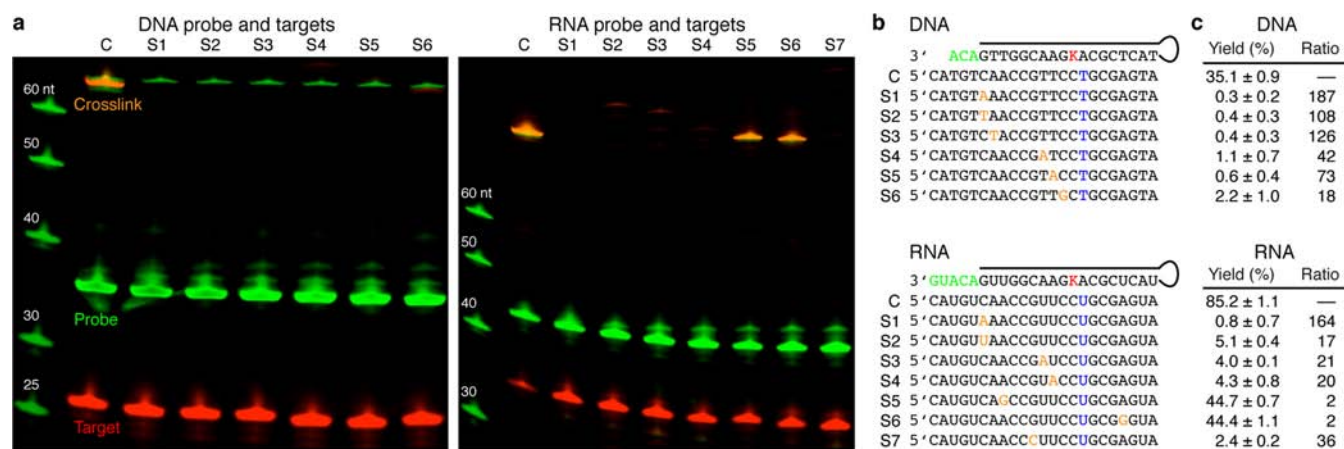 a
DNA probe and targets
C S1 S2 S3 S4 S5 S6
60 nt
Crosslink
50
40
Probe
30
25
Target
RNA probe and targets
C S1 S2 S3 S4 S5 S6 S7
60 nt
50
40
30
b
DNA
3' ACAGTTGGCAAGKACGCTCAT
C 5'CATGTCAACCGTTCCTGCGAGTA
S1 5'CATGTAAACCGTTCCTGCGAGTA
S2 5'CATGTTAACCGTTCCTGCGAGTA
S3 5'CATGTCTACCGTTCCTGCGAGTA
S4 5'CATGTCAACCGATCCTGCGAGTA
S5 5'CATGTCAACCGTACCTGCGAGTA
S6 5'CATGTCAACCGTTGCTGCGAGTA
RNA
3'GUACAGUUGGCAAGKACGCUCAU
C 5'CAUGUCAACCGUUCCUGCGAGUA
S1 5'CAUGUAAACCGUUCCUGCGAGUA
S2 5'CAUGUUAACCGUUCCUGCGAGUA
S3 5'CAUGUCAACCGAUCCUGCGAGUA
S4 5'CAUGUCAACCGUACCUGCGAGUA
S5 5'CAUGUCAGCCGUUCCUGCGAGUA
S6 5'CAUGUCAACCGUUCCUGCGGGUA
S7 5'CAUGUCAACCCUUCCUGCGAGUA
c
DNA
Yield (%) Ratio
35.1 ± 0.9 —
0.3 ± 0.2 187
0.4 ± 0.3 108
0.4 ± 0.3 126
1.1 ± 0.7 42
0.6 ± 0.4 73
2.2 ± 1.0 18
RNA
Yield (%) Ratio
85.2 ± 1.1 —
0.8 ± 0.7 164
5.1 ± 0.4 17
4.0 ± 0.1 21
4.3 ± 0.8 20
44.7 ± 0.7 2
44.4 ± 1.1 2
2.4 ± 0.2 36